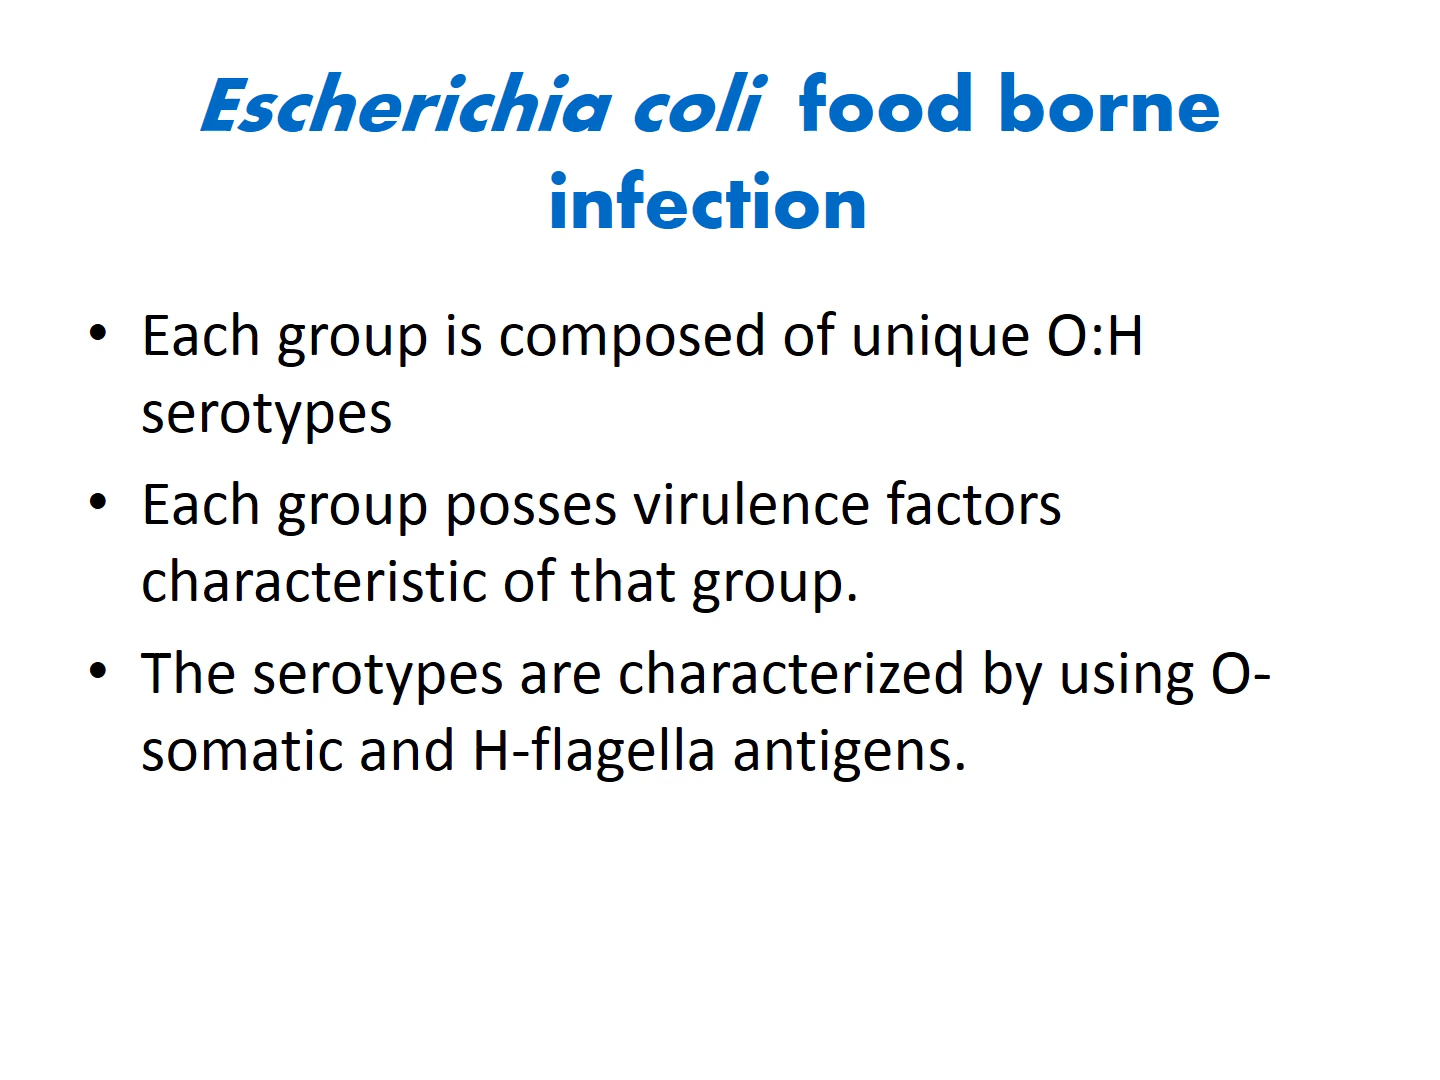 Escherichia coli food borne
infection
• Each group is composed of unique O:H
serotypes
• Each group posses virulence factors
characteristic of that group.
• The serotypes are characterized by using O-
somatic and H-flagella antigens.